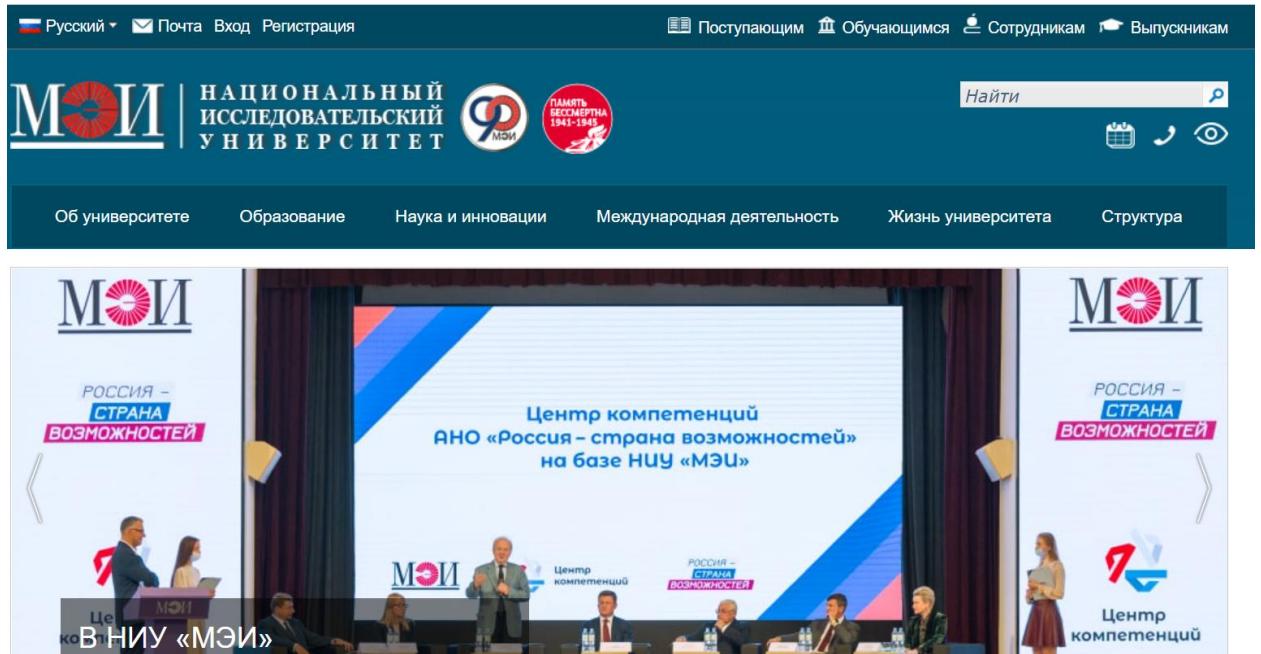 Русский Почта Вход Регистрация Поступающим Обучающимся Сотрудникам Выпускникам
МЭИ
НАЦИОНАЛЬНЫЙ
ИССЛЕДОВАТЕЛЬСКИЙ
УНИВЕРСИТЕТ
90
МЭИ
ПАМЯТЬ
БЕССМЕРТНА
1941-1945
Найти
Об университете Образование Наука и инновации Международная деятельность Жизнь университета Структура
МЭИ
РОССИЯ –
СТРАНА
ВОЗМОЖНОСТЕЙ
Центр компетенций
АНО «Россия – страна возможностей»
на базе НИУ «МЭИ»
МЭИ
Центр
компетенций
РОССИЯ –
СТРАНА
ВОЗМОЖНОСТЕЙ
МЭИ
РОССИЯ –
СТРАНА
ВОЗМОЖНОСТЕЙ
Центр
компетенций
МЭИ
В НИУ «МЭИ»